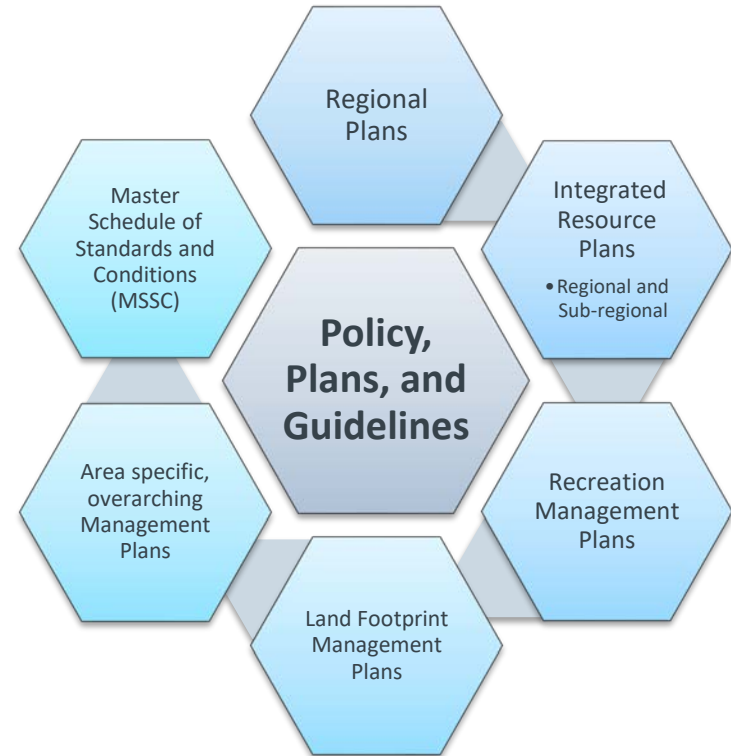 Regional
Plans
Integrated
Resource
Plans
• Regional and
Sub-regional
Recreation
Management
Plans
Land Footprint
Management
Plans
Area specific,
overarching
Management
Plans
Master
Schedule of
Standards and
Conditions
(MSSC)
Policy,
Plans, and
Guidelines